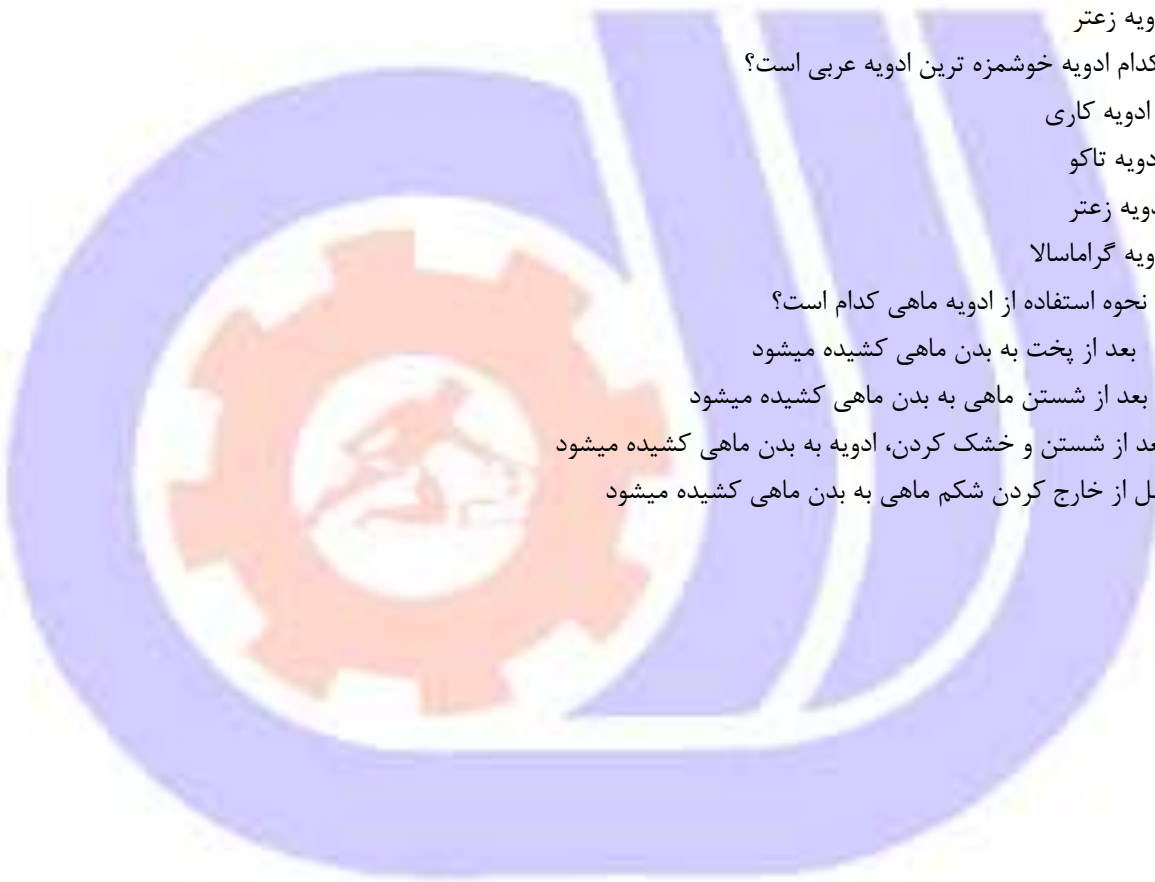 ویه زعتر
کدام ادویه خوشمزه ترین ادویه عربی است؟
ادویه کاری
دویه تاکو
دویه زعتر
ویه گراماسالا
نحوه استفاده از ادویه ماهی کدام است؟
بعد از پخت به بدن ماهی کشیده میشود
بعد از شستن ماهی به بدن ماهی کشیده میشود
عد از شستن و خشک کردن، ادویه به بدن ماهی کشیده میشود
ل از خارج کردن شکم ماهی به بدن ماهی کشیده میشود